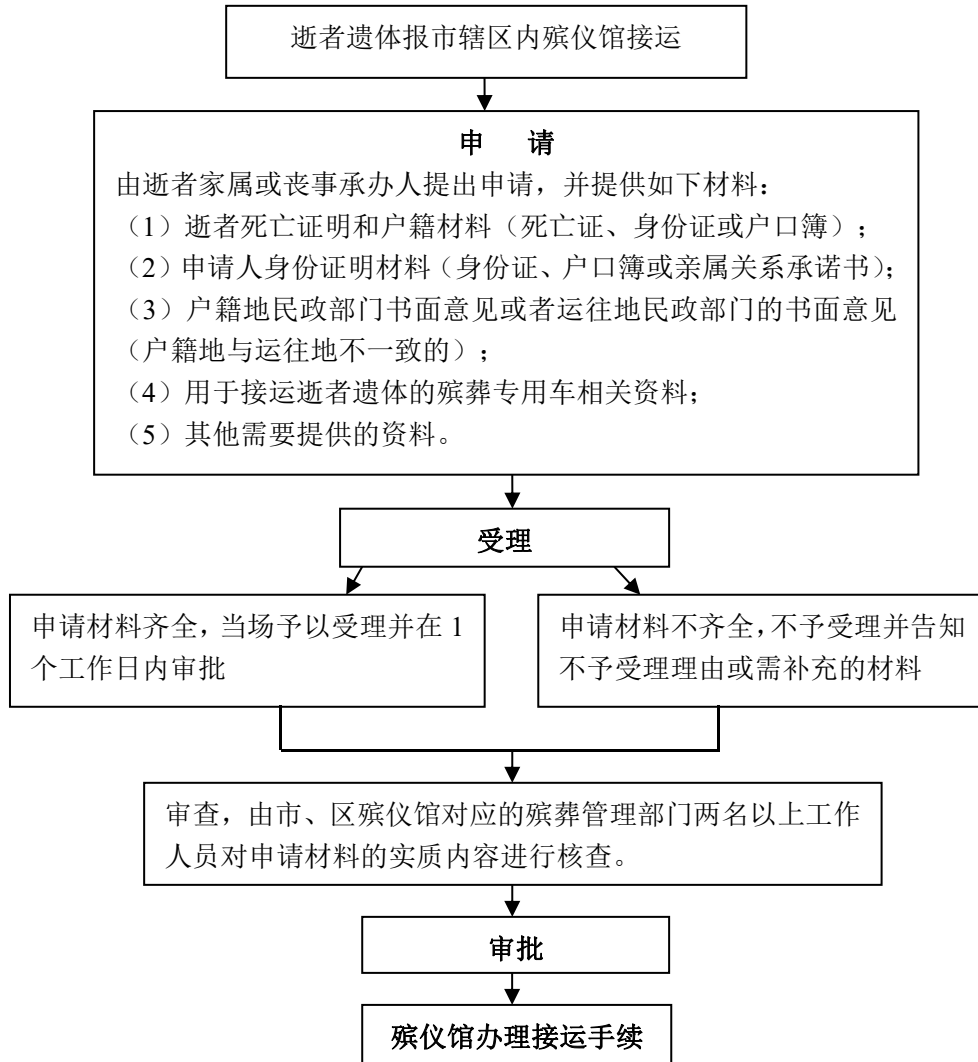 逝者遗体报市辖区内殡仪馆接运
申 请
由逝者家属或丧事承办人提出申请，并提供如下材料：
（1）逝者死亡证明和户籍材料（死亡证、身份证或户口簿）；
（2）申请人身份证明材料（身份证、户口簿或亲属关系承诺书）；
（3）户籍地民政部门书面意见或者运往地民政部门的书面意见
（户籍地与运往地不一致的）；
（4）用于接运逝者遗体的殡葬专用车相关资料；
（5）其他需要提供的资料。
受理
申请材料齐全，当场予以受理并在 1
个工作日内审批
申请材料不齐全，不予受理并告知
不予受理理由或需补充的材料
审查，由市、区殡仪馆对应的殡葬管理部门两名以上工作
人员对申请材料的实质内容进行核查。
审批
殡仪馆办理接运手续